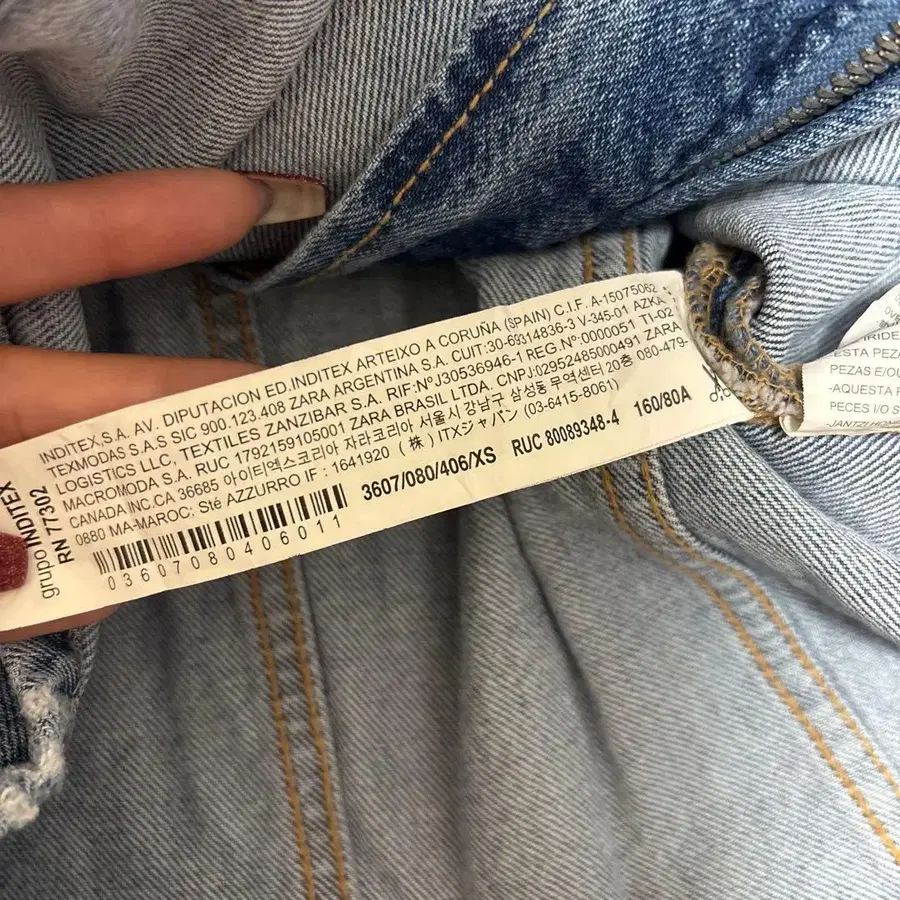 grupo INDITEX
RN 77302
INDITEX,S.A. AV. DIPUTACION ED.INDITEX ARTEIXO A CORUÑA (SPAIN) C.I.F. A-15075062
TEXMODAS S.A.S SIC 900.123.408 ZARA ARGENTINA S.A. CUIT:30-69314836-3 V-345-01 AZKA
LOGISTICS LLC, TEXTILES ZANZIBAR S.A. RIF:NºJ30536946-1 REG Nº:0000051 TI-02
MACROMODA S.A. RUC 1792159105001 ZARA BRASIL LTDA. CNPJ:02952485000491 ZARA
CANADA INC.CA 36685 아이티엑스코리아 자라코리아 서울시 강남구 삼성동 무역센터 20층 080-479-
0880 MA-MAROC: Sté AZZURRO IF : 1641920 (株) ITXジャパン (03-6415-8061)
3607/080/406/XS RUC 80089348-4 160/80A
03607080406011
ESTA PEZA
PEZAS E/OU
-AQUESTA P
PECES I/O S
-JANTZI HONE